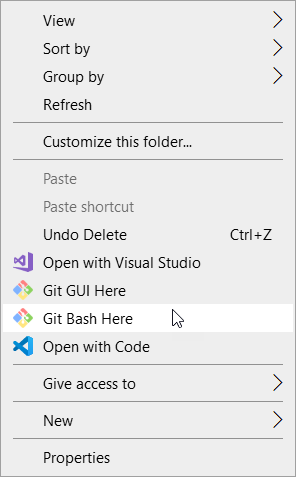 View
Sort by
Group by
Refresh
Customize this folder...
Paste
Paste shortcut
Undo Delete Ctrl+Z
Open with Visual Studio
Git GUI Here
Git Bash Here
Open with Code
Give access to
New
Properties